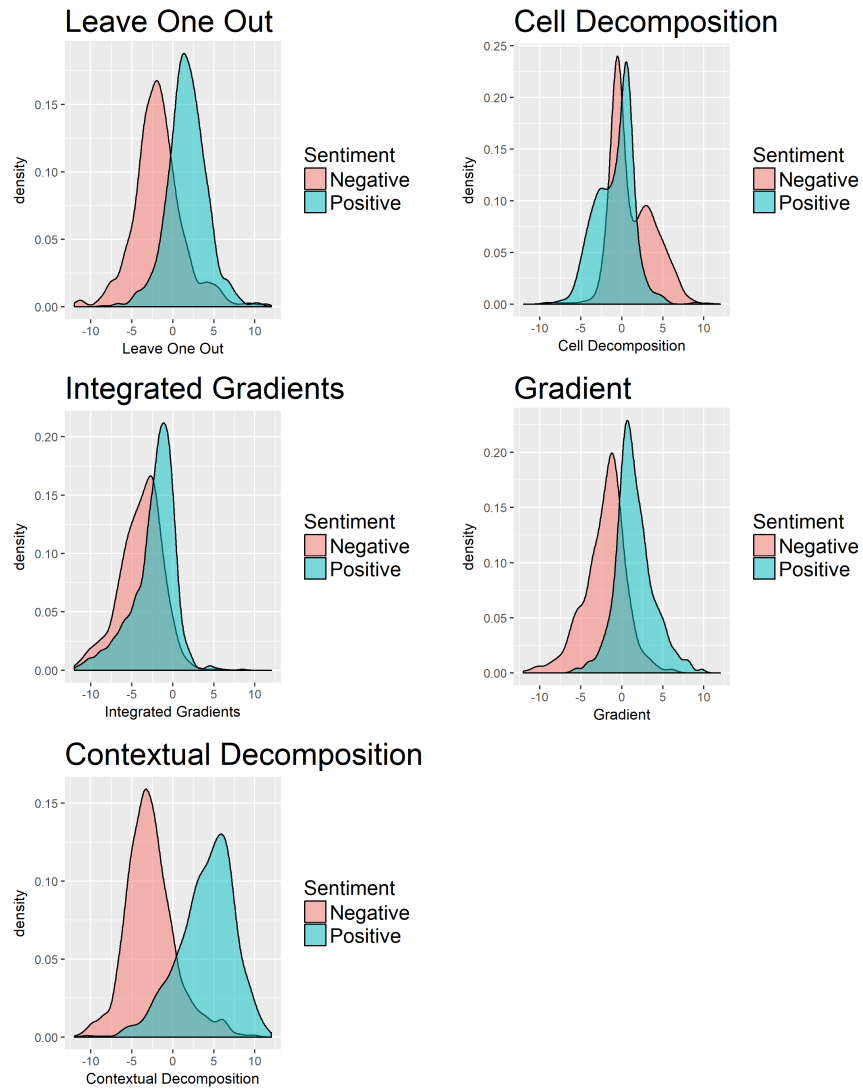 Leave One Out
0.15
0.10
0.05
0.00
density
-10 -5 0 5 10
Leave One Out
Sentiment
Negative
Positive
Cell Decomposition
0.25
0.20
0.15
0.10
0.05
0.00
density
-10 -5 0 5 10
Cell Decomposition
Sentiment
Negative
Positive
Integrated Gradients
0.20
0.15
0.10
0.05
0.00
density
-10 -5 0 5 10
Integrated Gradients
Sentiment
Negative
Positive
Gradient
0.20
0.15
0.10
0.05
0.00
density
-10 -5 0 5 10
Gradient
Sentiment
Negative
Positive
Contextual Decomposition
0.15
0.10
0.05
0.00
density
-10 -5 0 5 10
Contextual Decomposition
Sentiment
Negative
Positive